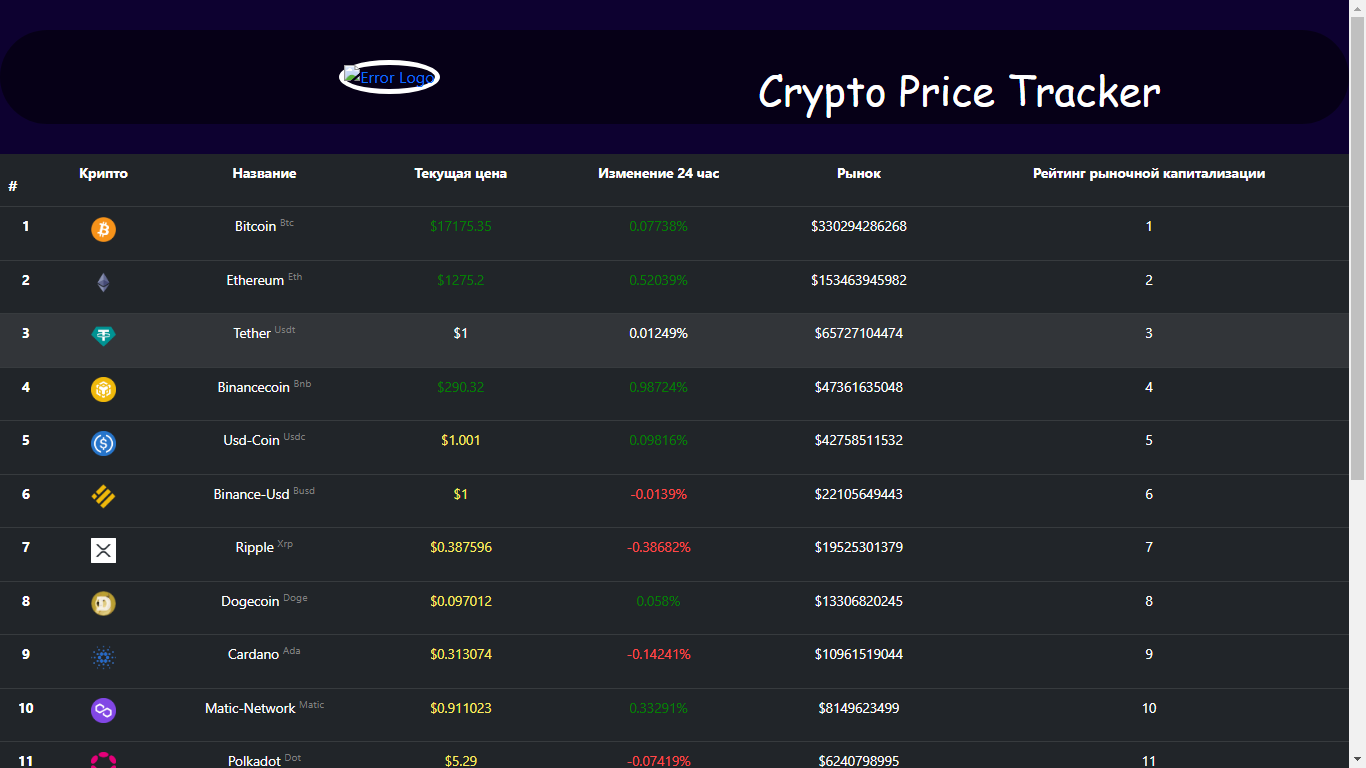 Error Logo
Crypto Price Tracker
# Крипто Название Текущая цена Изменение 24 час Рынок Рейтинг рыночной капитализации
1 Bitcoin Btc $17175.35 0.07738% $330294286268 1
2 Ethereum Eth $1275.2 0.52039% $153463945982 2
3 Tether Usdt $1 0.01249% $65727104474 3
4 Binancecoin Bnb $290.32 0.98724% $47361635048 4
5 Usd-Coin Usdc $1.001 0.09816% $42758511532 5
6 Binance-Usd Busd $1 -0.0139% $22105649443 6
7 Ripple Xrp $0.387596 -0.38682% $19525301379 7
8 Dogecoin Doge $0.097012 0.058% $13306820245 8
9 Cardano Ada $0.313074 -0.14241% $10961519044 9
10 Matic-Network Matic $0.911023 0.33291% $8149623499 10
11 Polkadot Dot $5.29 -0.07419% $6240798995 11